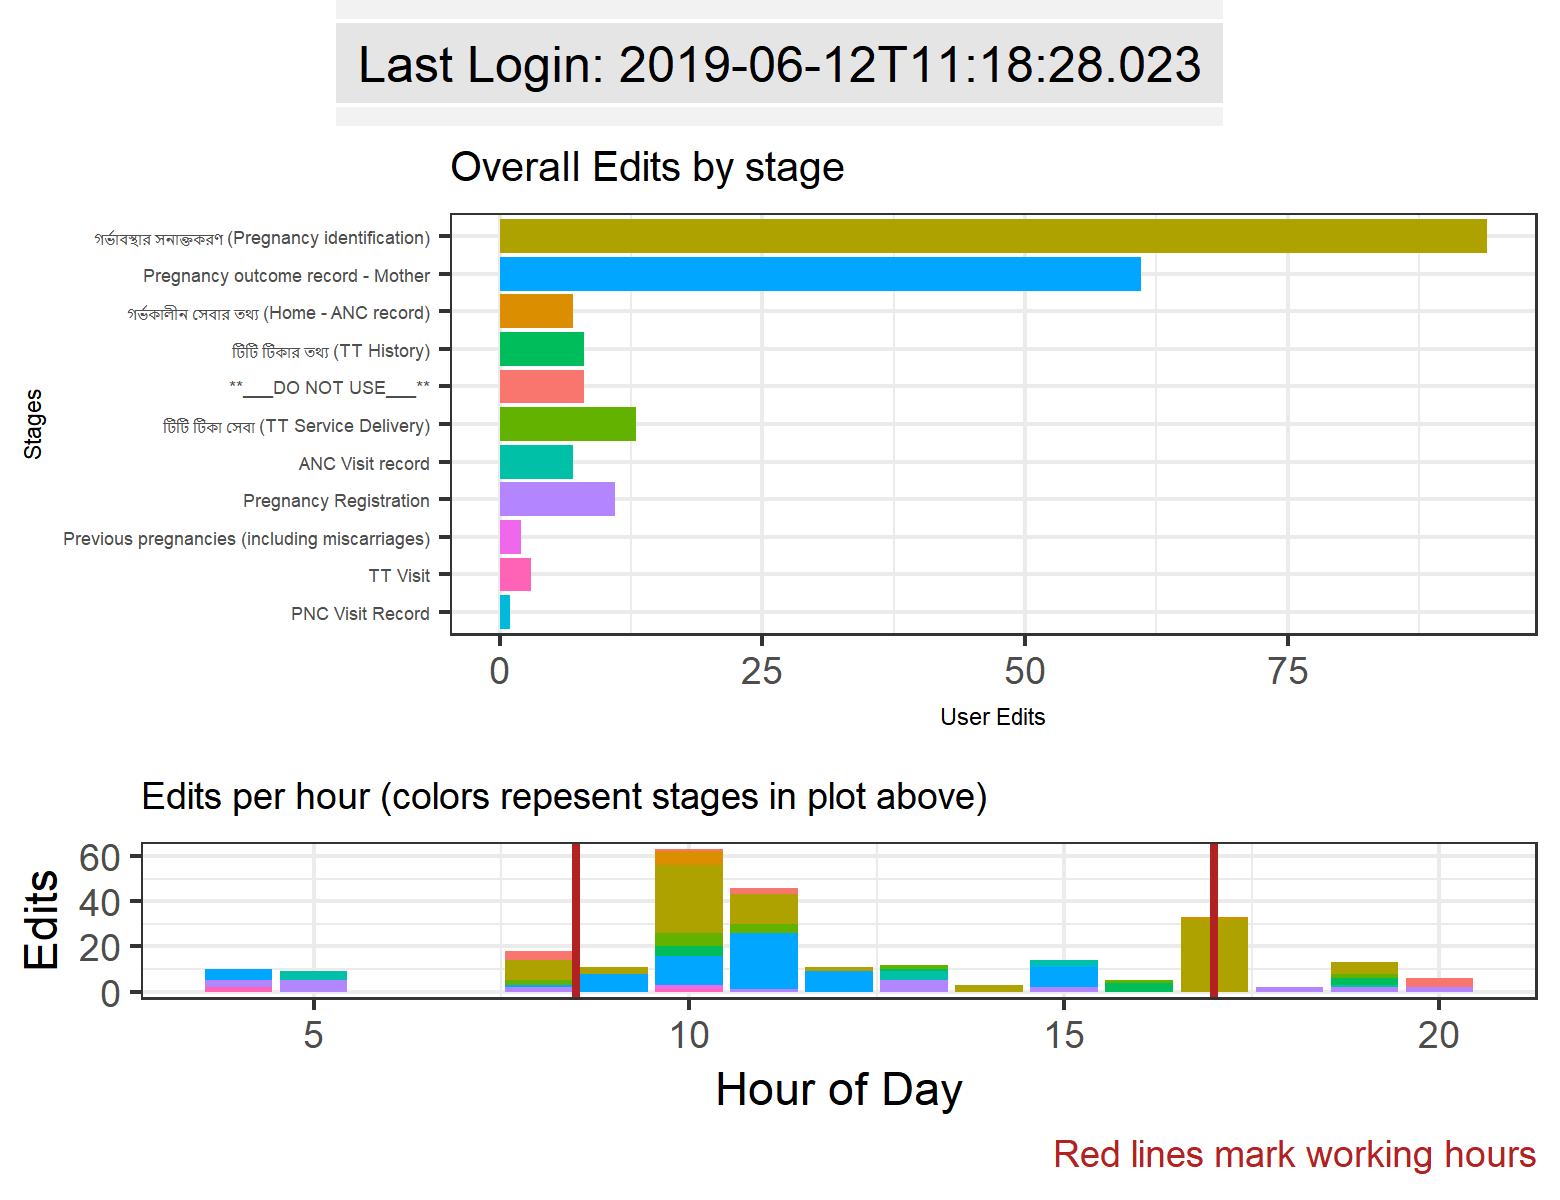 Last Login: 2019-06-12T11:18:28.023
Overall Edits by stage
গর্ভাবস্থার সনাক্তকরণ (Pregnancy identification)
Pregnancy outcome record - Mother
গর্ভকালীন সেবার তথ্য (Home - ANC record)
টিটি টিকার তথ্য (TT History)
**___DO NOT USE___**
টিটি টিকা সেবা (TT Service Delivery)
ANC Visit record
Pregnancy Registration
Previous pregnancies (including miscarriages)
TT Visit
PNC Visit Record
Stages
0 25 50 75
User Edits
Edits per hour (colors repesent stages in plot above)
60
40
20
0
Edits
5 10 15 20
Hour of Day
Red lines mark working hours